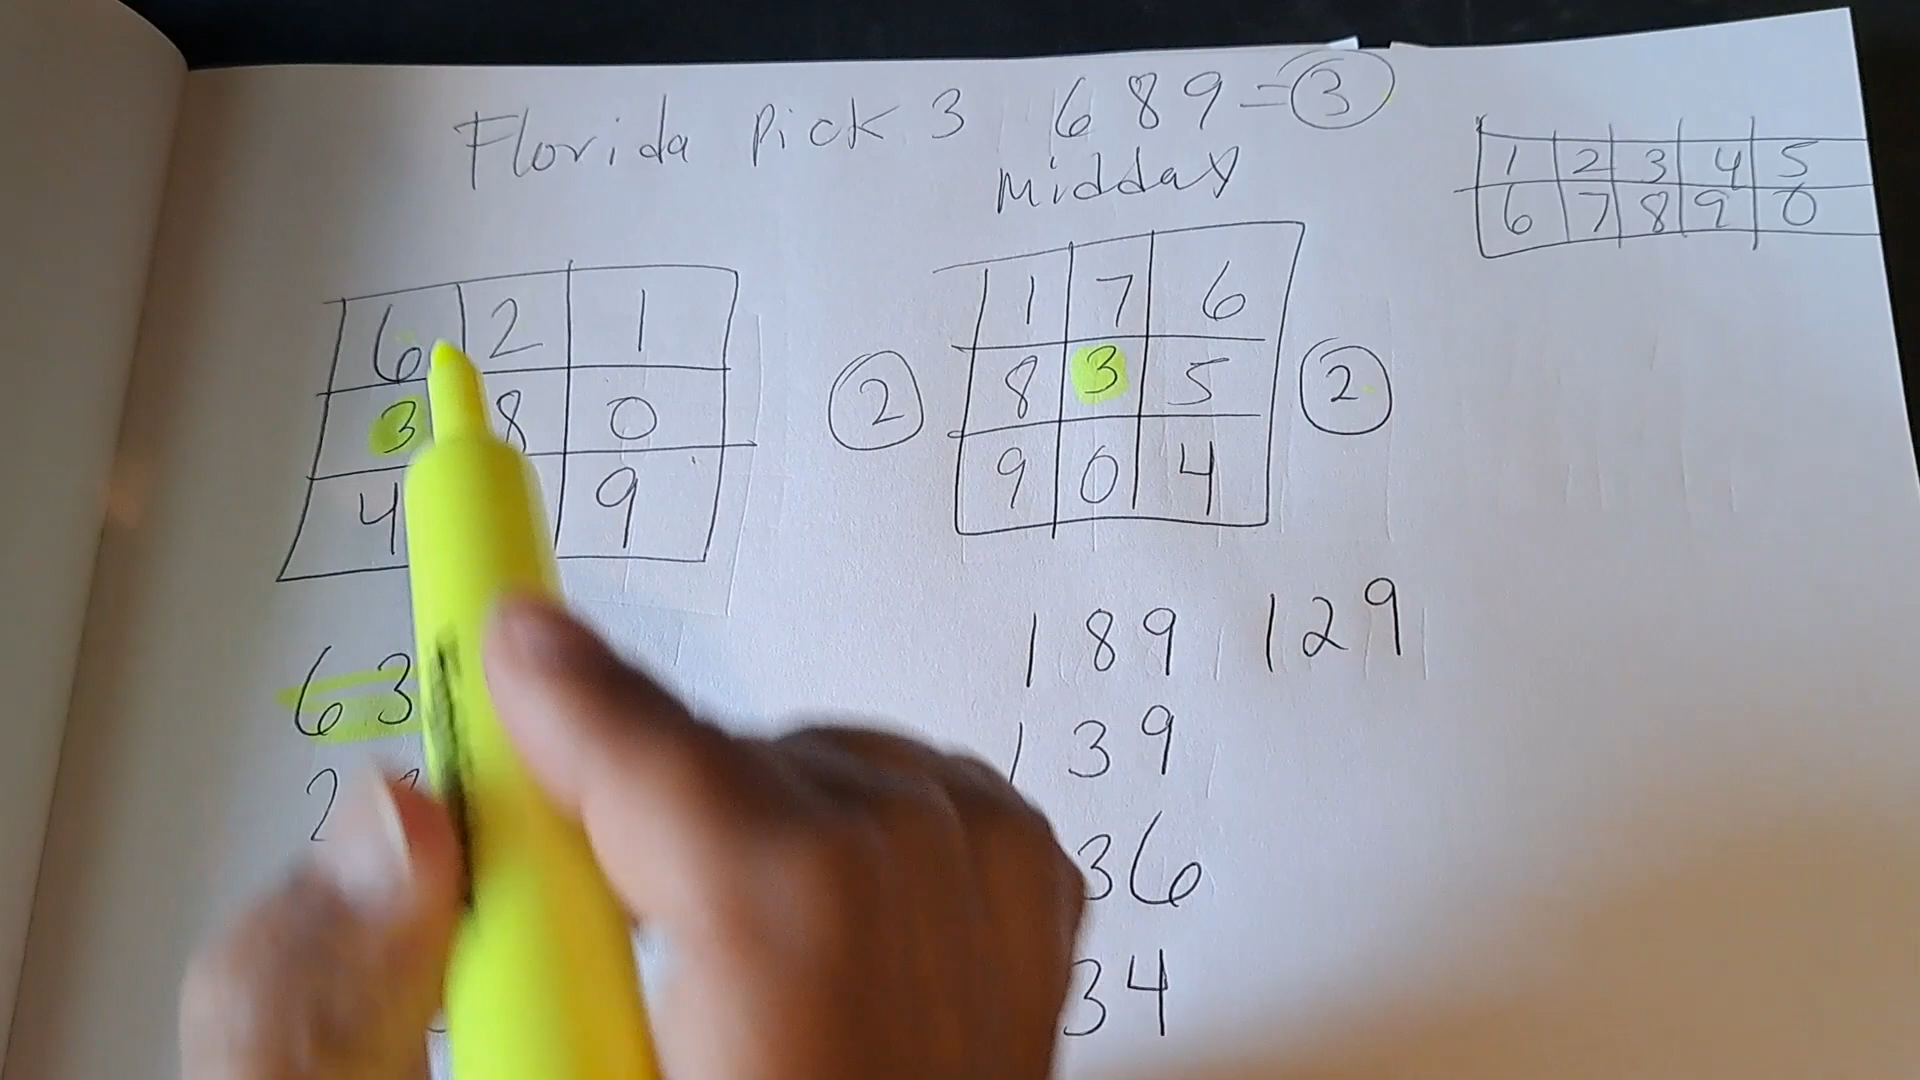 Florida Pick 3 689 = 3
Midday
1 2 3 4 5
6 7 8 9 0
6 2 1
3 8 0
4 9
2
1 7 6
8 3 5
9 0 4
2
63
2
189 129
139
36
34